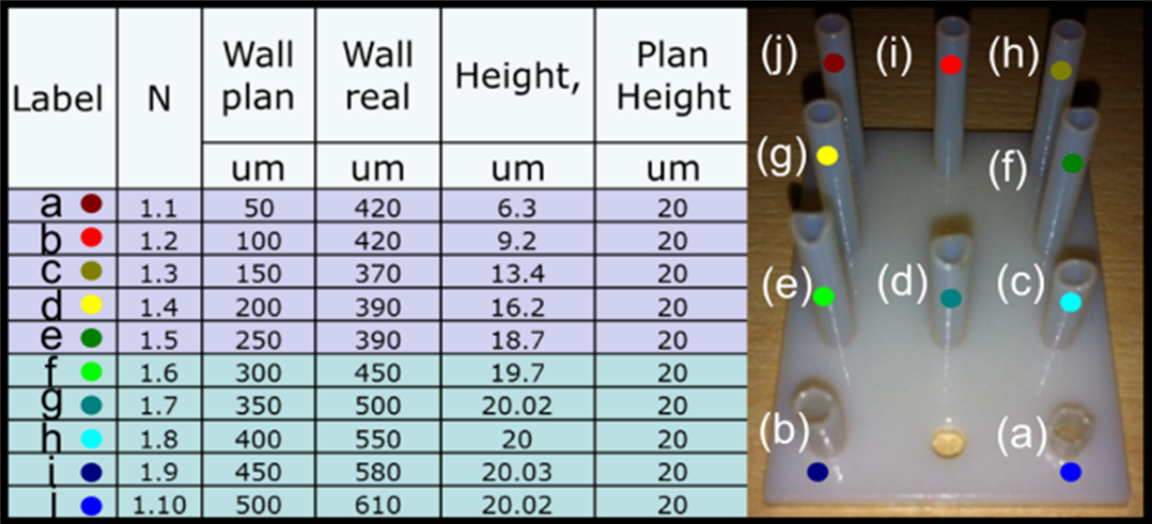 Label N Wall plan Wall real Height, Plan Height
um um um um
a 1.1 50 420 6.3 20
b 1.2 100 420 9.2 20
c 1.3 150 370 13.4 20
d 1.4 200 390 16.2 20
e 1.5 250 390 18.7 20
f 1.6 300 450 19.7 20
g 1.7 350 500 20.02 20
h 1.8 400 550 20 20
i 1.9 450 580 20.03 20
j 1.10 500 610 20.02 20
(j) (i) (h)
(g) (f)
(e) (d) (c)
(b) (a)